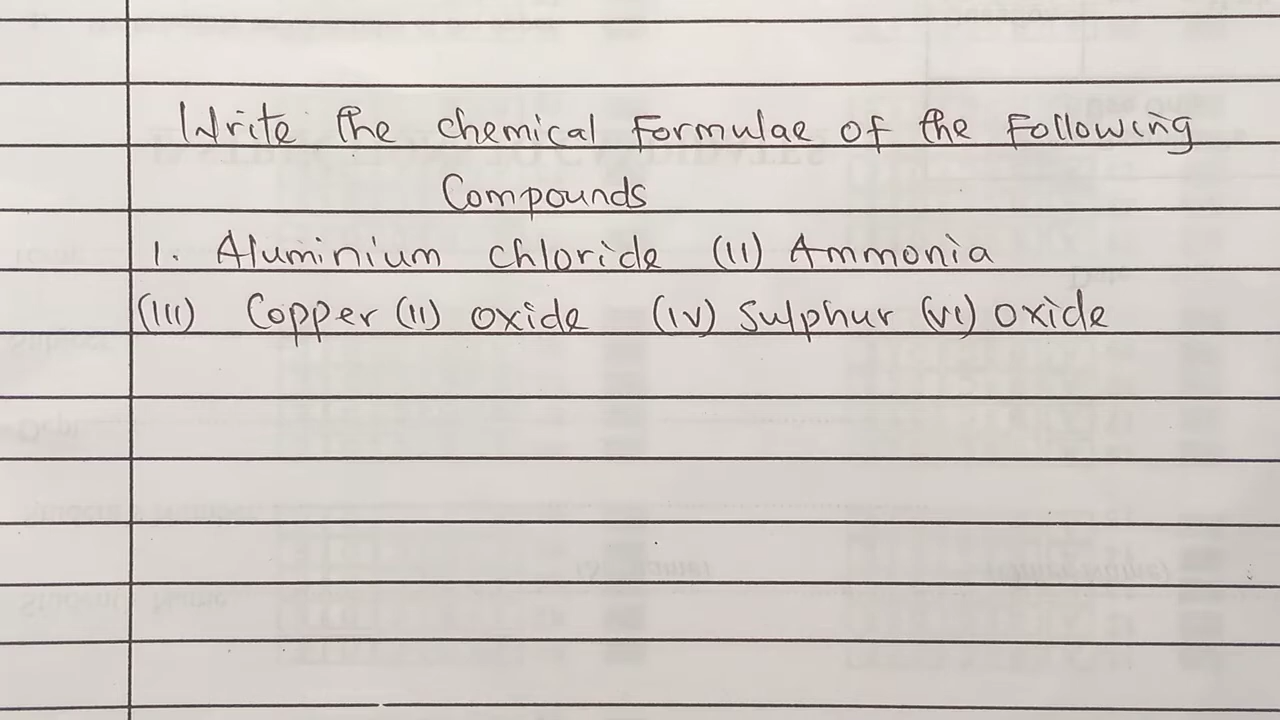 Write the chemical formulae of the following
Compounds
1. Aluminium chloride (II) Ammonia
(III) Copper (II) oxide (IV) Sulphur (VI) oxide